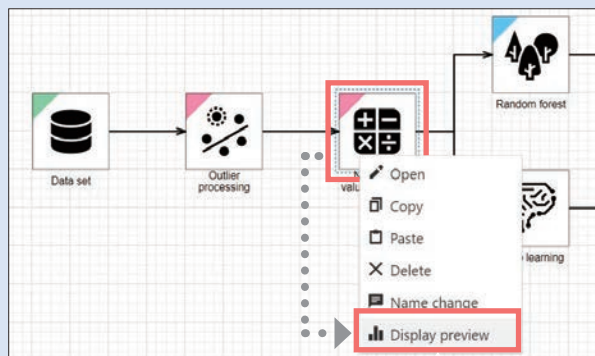 Random forest
Data set
Outlier
processing
Open
Copy
Paste
learning
Delete
Name change
Display preview